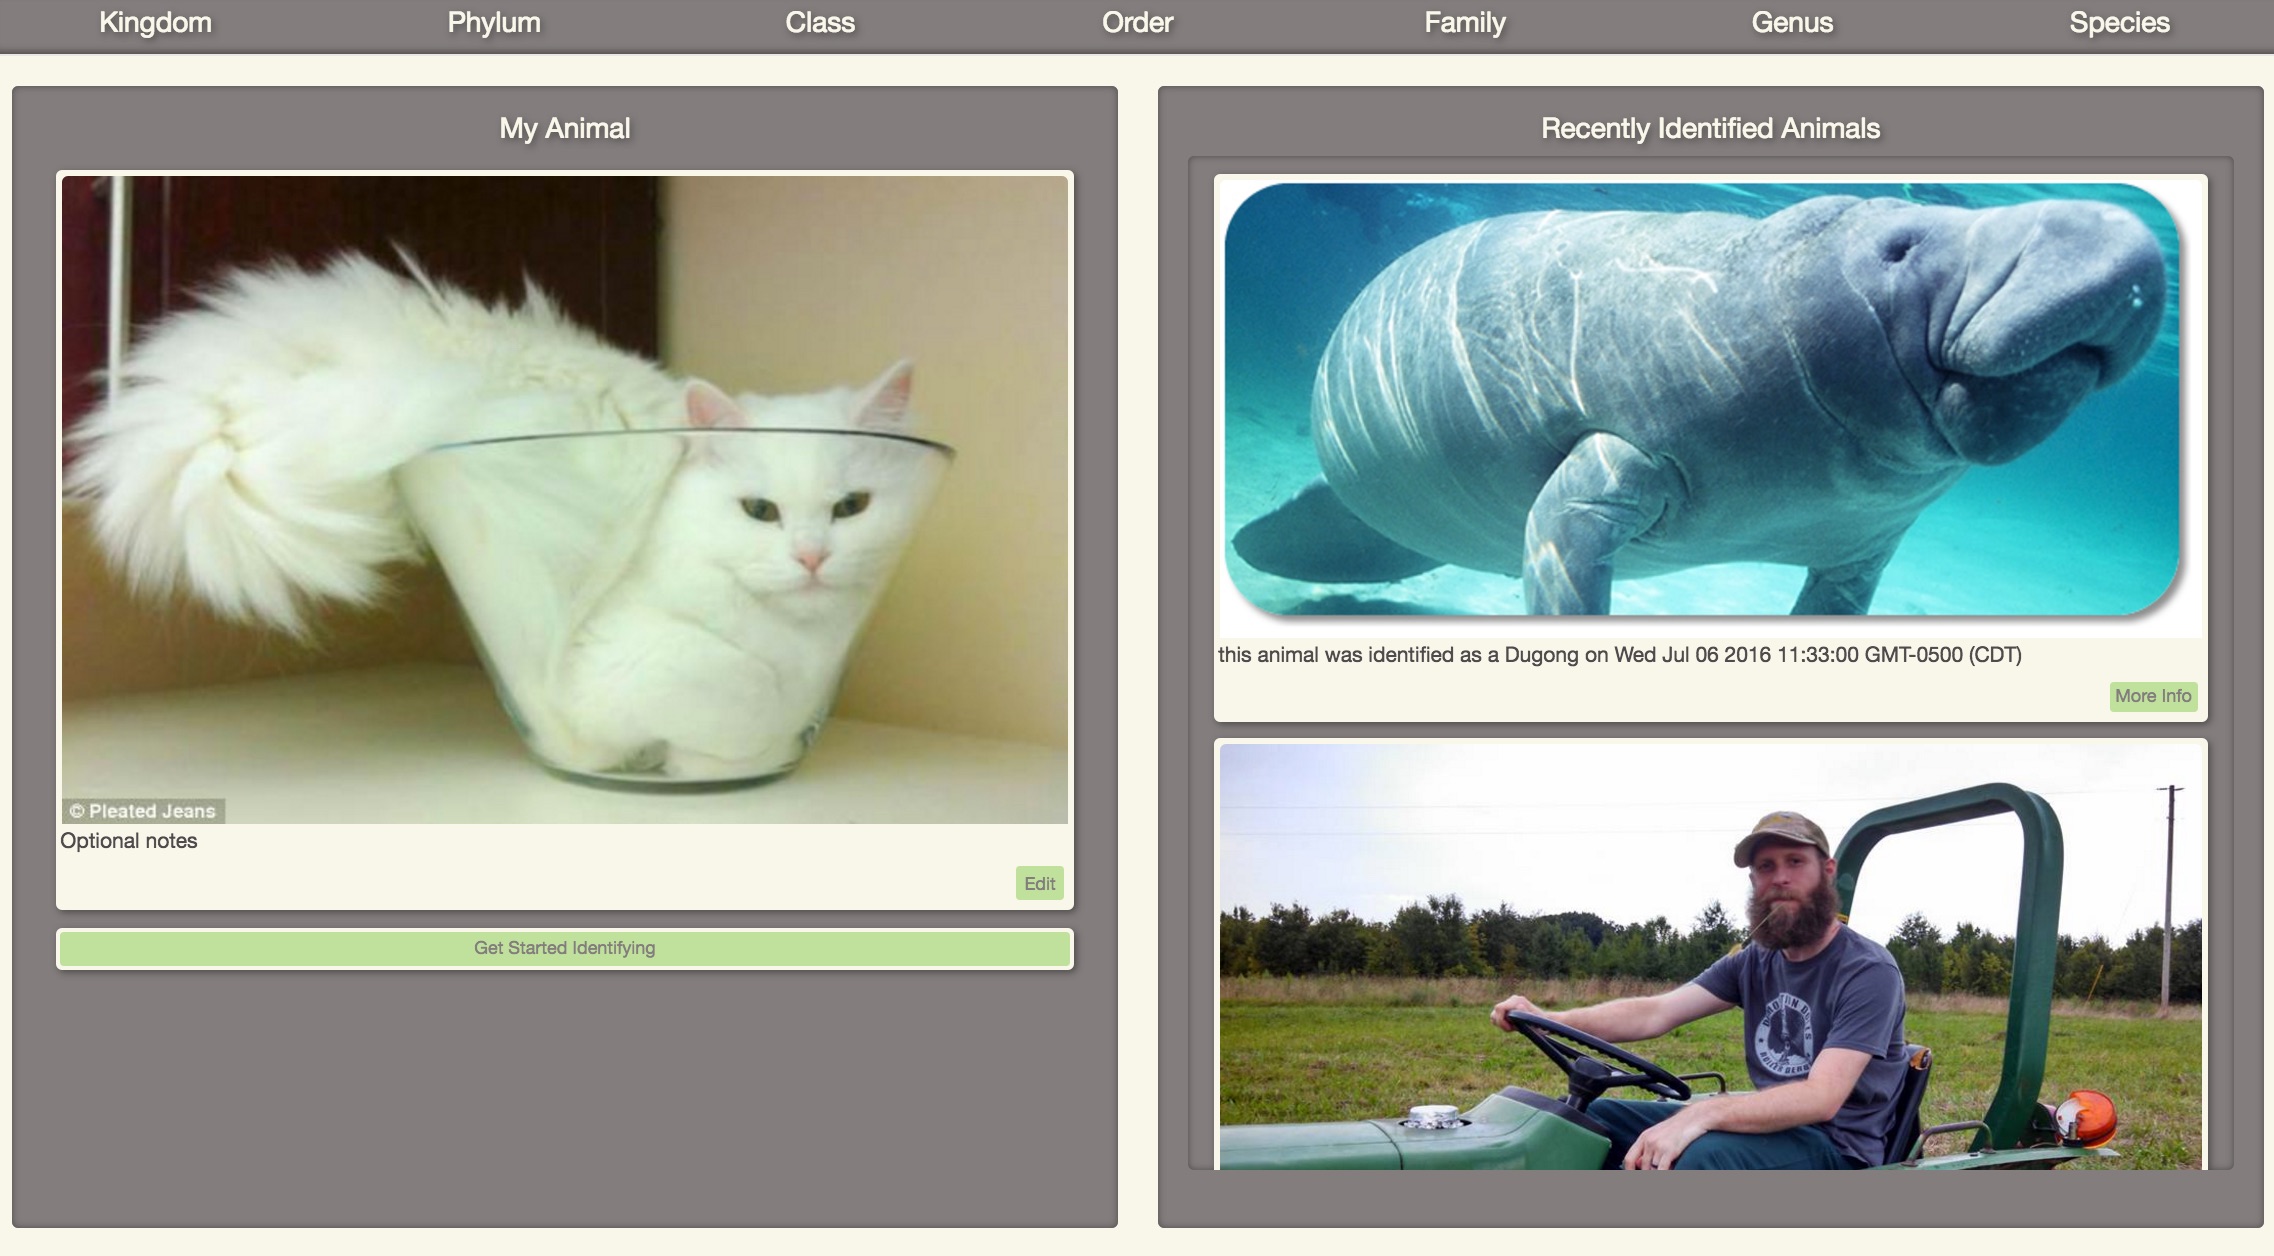 Kingdom Phylum Class Order Family Genus Species
My Animal
© Pleated Jeans
Optional notes
Edit
Get Started Identifying
Recently Identified Animals
this animal was identified as a Dugong on Wed Jul 06 2016 11:33:00 GMT-0500 (CDT)
More Info